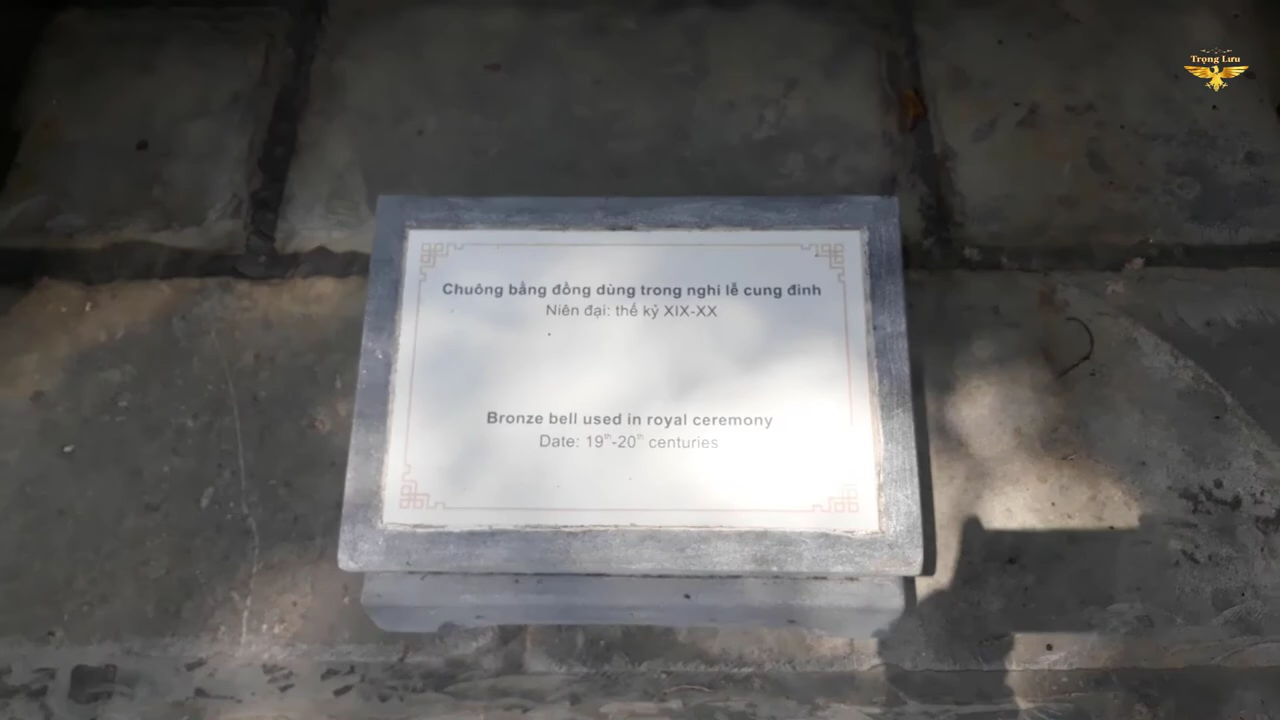 Trọng Lưu
Chuông bằng đồng dùng trong nghi lễ cung đình
Niên đại: thế kỷ XIX-XX
Bronze bell used in royal ceremony
Date: 19th-20th centuries